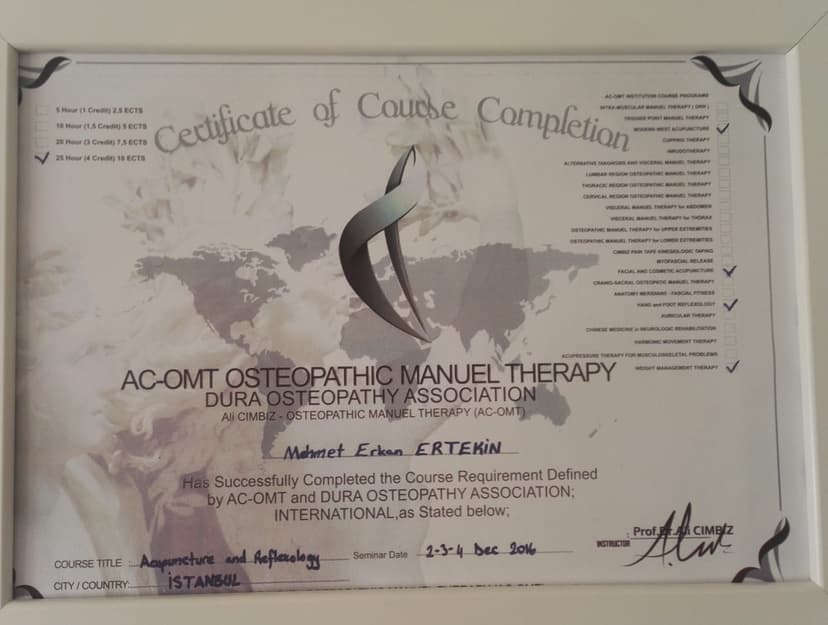 Certificate of Course Completion
5 Hour (1 Credit) 2,5 ECTS
10 Hour (1,5 Credit) 5 ECTS
20 Hour (3 Credit) 7,5 ECTS
25 Hour (4 Credit) 10 ECTS
AC-OMT INSTITUTION COURSE PROGRAMS
INTRA-MUSCULAR MANUEL THERAPY ( DRN )
TRIGGER POINT MANUEL THERAPY
MODERN-WEST ACUPUNCTURE
CUPPING THERAPY
HIRUDOTHERAPY
ALTERNATIVE DIAGNOSIS AND VISCERAL MANUEL THERAPY
LUMBAR REGION OSTEOPATHIC MANUEL THERAPY
THORACIC REGION OSTEOPATHIC MANUEL THERAPY
CERVICAL REGION OSTEOPATHIC MANUEL THERAPY
VISCERAL MANUEL THERAPY for ABDOMEN
VISCERAL MANUEL THERAPY for THORAX
OSTEOPATHIC MANUEL THERAPY for UPPER EXTREMITIES
OSTEOPATHIC MANUEL THERAPY for LOWER EXTREMITIES
CIMBIZ PAIN TAPE KINESIOLOGIC TAPING
MYOFASCIAL RELEASE
FACIAL AND COSMETIC ACUPUNCTURE
CRANIO-SACRAL OSTEOPATIC MANUEL THERAPY
ANATOMY MERIDIANS - FASCIAL FITNESS
HAND and FOOT REFLEXOLOGY
AURICULAR THERAPY
CHINESE MEDICINE in NEUROLOGIC REHABILITATION
HARMONIC MOVEMENT THERAPY
ACUPRESSURE THERAPY FOR MUSCULOSKELETAL PROBLEMS
WEIGHT MANAGEMENT THERAPY
AC-OMT OSTEOPATHIC MANUEL THERAPY
DURA OSTEOPATHY ASSOCIATION
Ali CIMBIZ - OSTEOPATHIC MANUEL THERAPY (AC-OMT)
Mehmet Erkan ERTEKİN
Has Successfully Completed the Course Requirement Defined
by AC-OMT and DURA OSTEOPATHY ASSOCIATION;
INTERNATIONAL,as Stated below;
Prof.Dr.Ali CIMBIZ
INSTRUCTOR
COURSE TITLE : Acupuncture and Reflexology Seminar Date 2-3-4 Dec 2016
CITY / COUNTRY: İSTANBUL